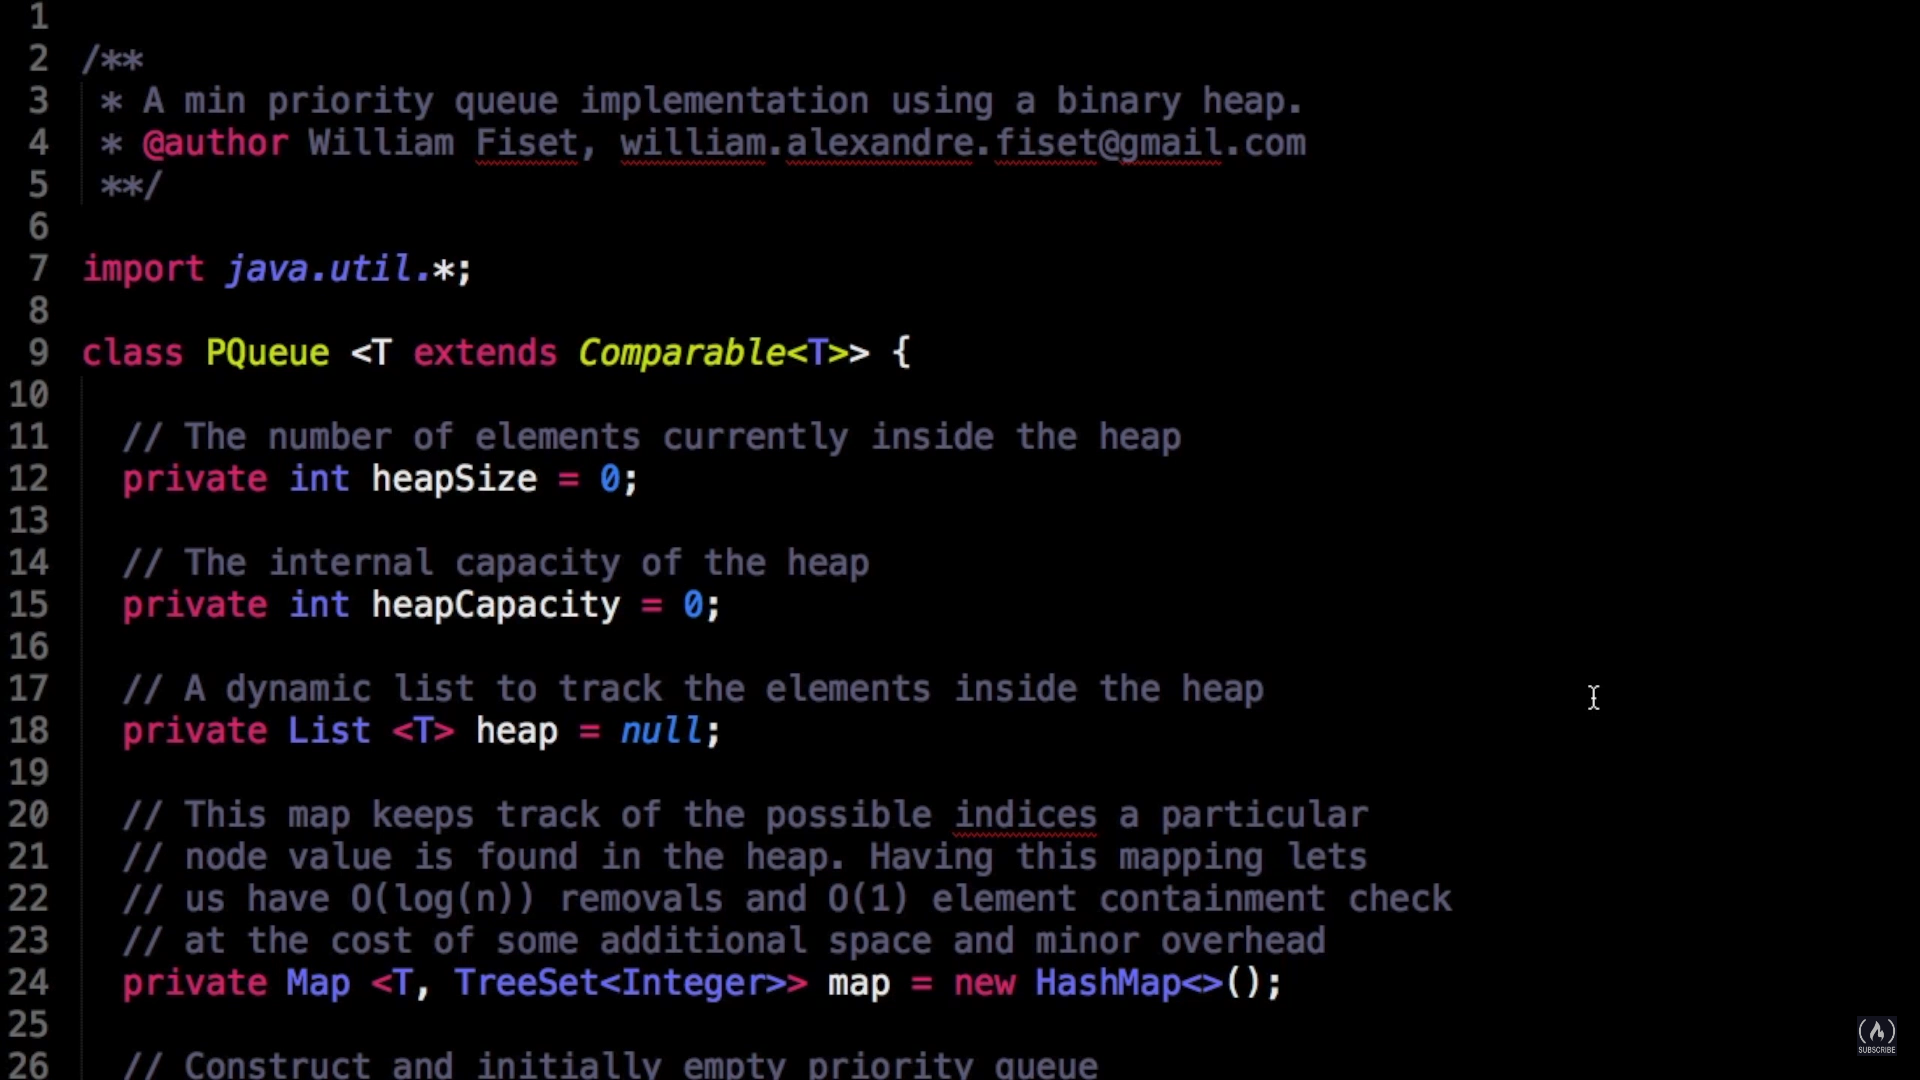 1
2 /**
3 * A min priority queue implementation using a binary heap.
4 * @author William Fiset, william.alexandre.fiset@gmail.com
5 **/
6
7 import java.util.*;
8
9 class PQueue <T extends Comparable<T>> {
10
11 // The number of elements currently inside the heap
12 private int heapSize = 0;
13
14 // The internal capacity of the heap
15 private int heapCapacity = 0;
16
17 // A dynamic list to track the elements inside the heap
18 private List <T> heap = null;
19
20 // This map keeps track of the possible indices a particular
21 // node value is found in the heap. Having this mapping lets
22 // us have O(log(n)) removals and O(1) element containment check
23 // at the cost of some additional space and minor overhead
24 private Map <T, TreeSet<Integer>> map = new HashMap<>();
25
26 // Construct and initially empty priority queue
SUBSCRIBE